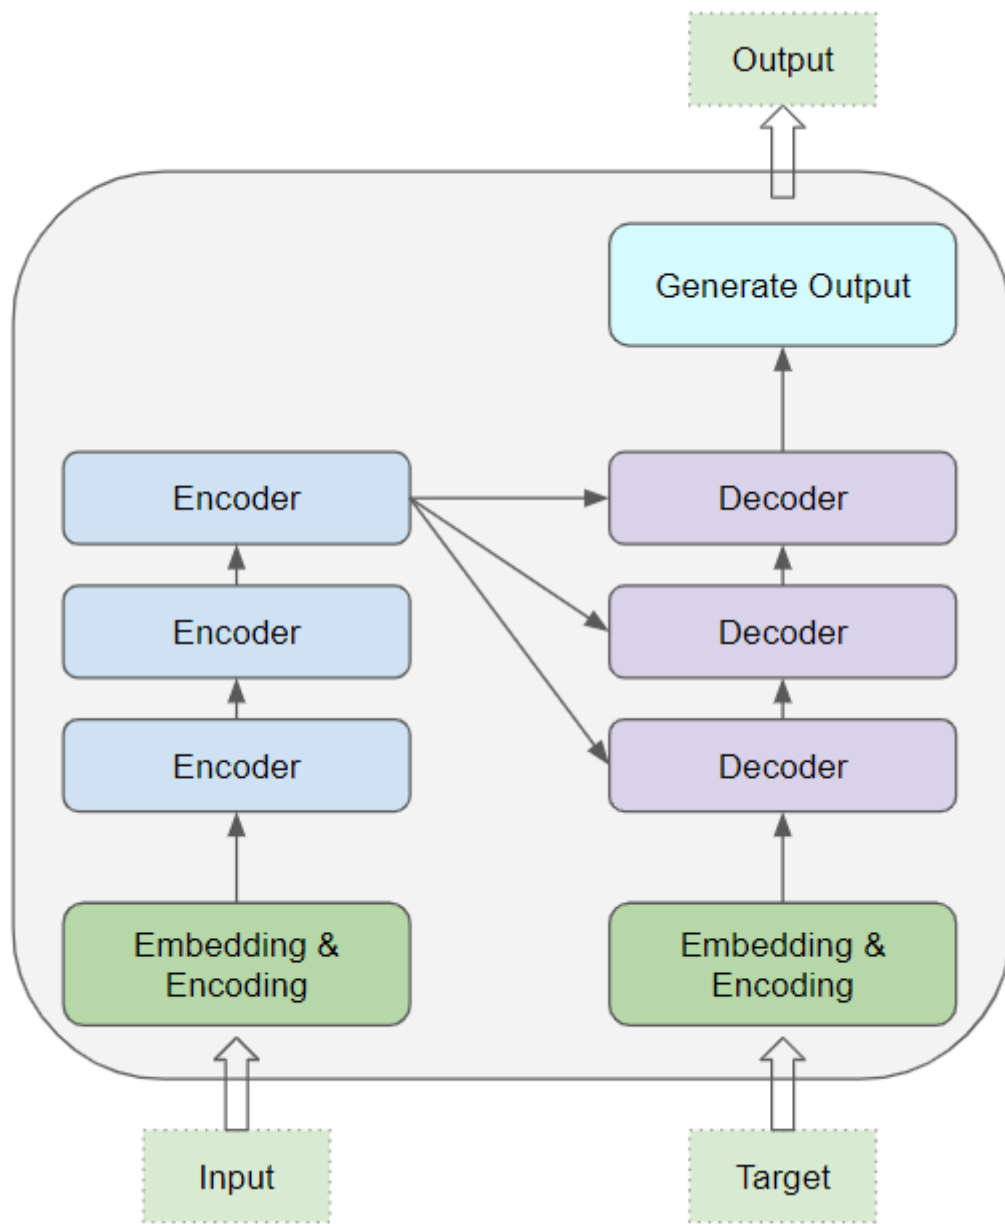 Output
Generate Output
Encoder
Decoder
Encoder
Decoder
Encoder
Decoder
Embedding &
Encoding
Embedding &
Encoding
Input
Target